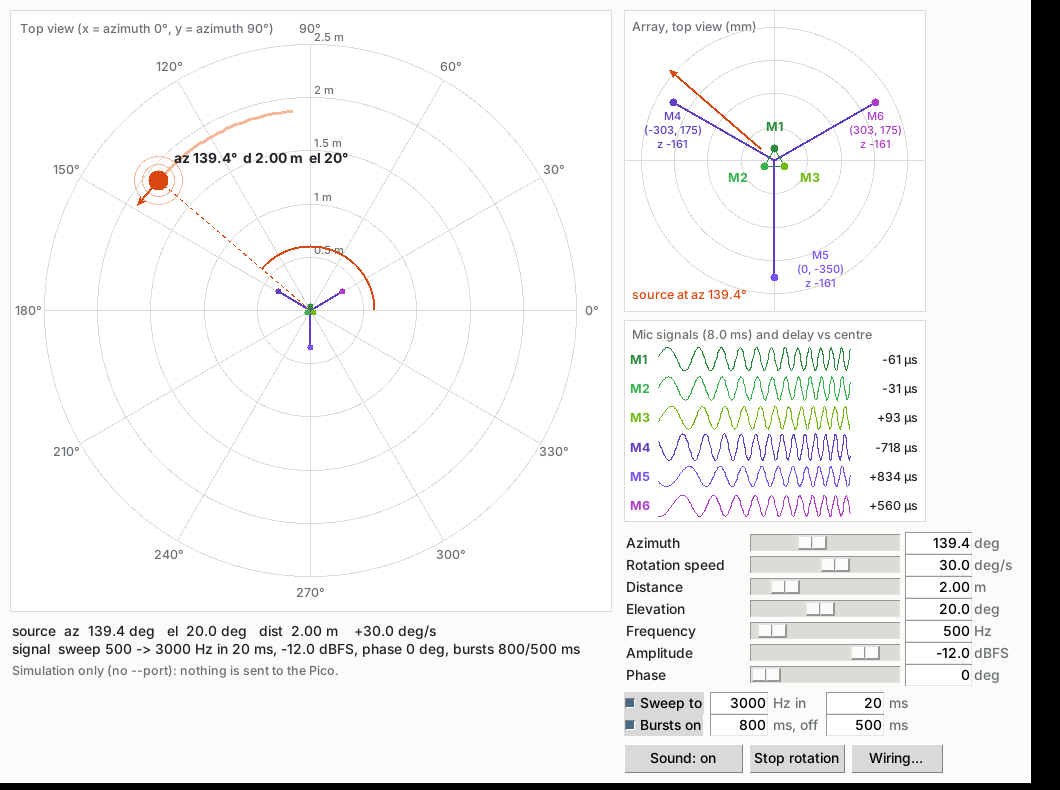 Top view (x = azimuth 0°, y = azimuth 90°)
90°
2.5 m
120°
60°
2 m
1.5 m
az 139.4° d 2.00 m el 20°
150°
30°
1 m
0.5 m
180°
0°
210°
330°
240°
300°
270°
source az 139.4 deg el 20.0 deg dist 2.00 m +30.0 deg/s
signal sweep 500 -> 3000 Hz in 20 ms, -12.0 dBFS, phase 0 deg, bursts 800/500 ms
Simulation only (no --port): nothing is sent to the Pico.
Array, top view (mm)
M4
(-303, 175)
z -161
M1
M6
(303, 175)
z -161
M2
M3
M5
(0, -350)
z -161
source at az 139.4°
Mic signals (8.0 ms) and delay vs centre
M1 -61 µs
M2 -31 µs
M3 +93 µs
M4 -718 µs
M5 +834 µs
M6 +560 µs
Azimuth 139.4 deg
Rotation speed 30.0 deg/s
Distance 2.00 m
Elevation 20.0 deg
Frequency 500 Hz
Amplitude -12.0 dBFS
Phase 0 deg
Sweep to 3000 Hz in 20 ms
Bursts on 800 ms, off 500 ms
Sound: on Stop rotation Wiring...